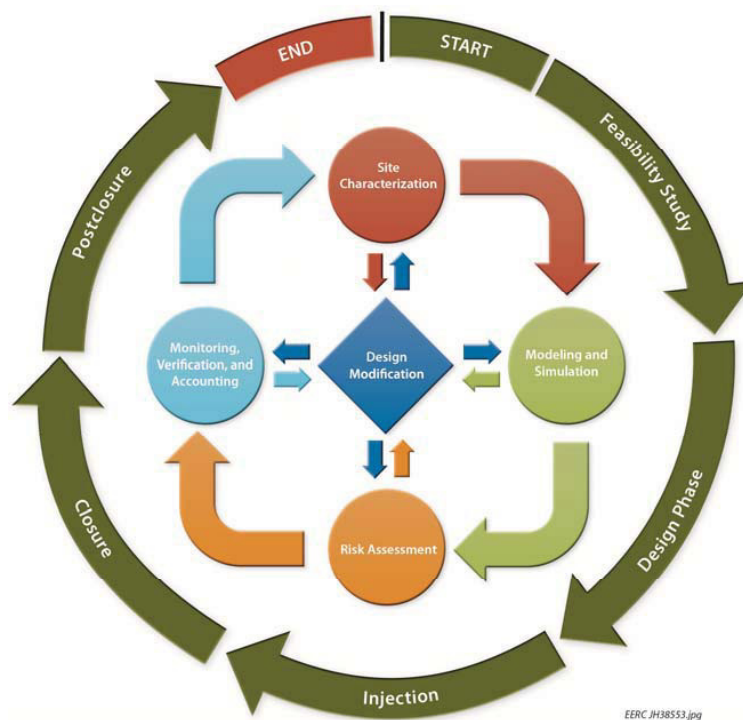 END
START
Feasibility Study
Design Phase
Injection
Closure
Postclosure
Site
Characterization
Modeling and
Simulation
Risk Assessment
Monitoring,
Verification, and
Accounting
Design
Modification
EERC JH38553.jpg